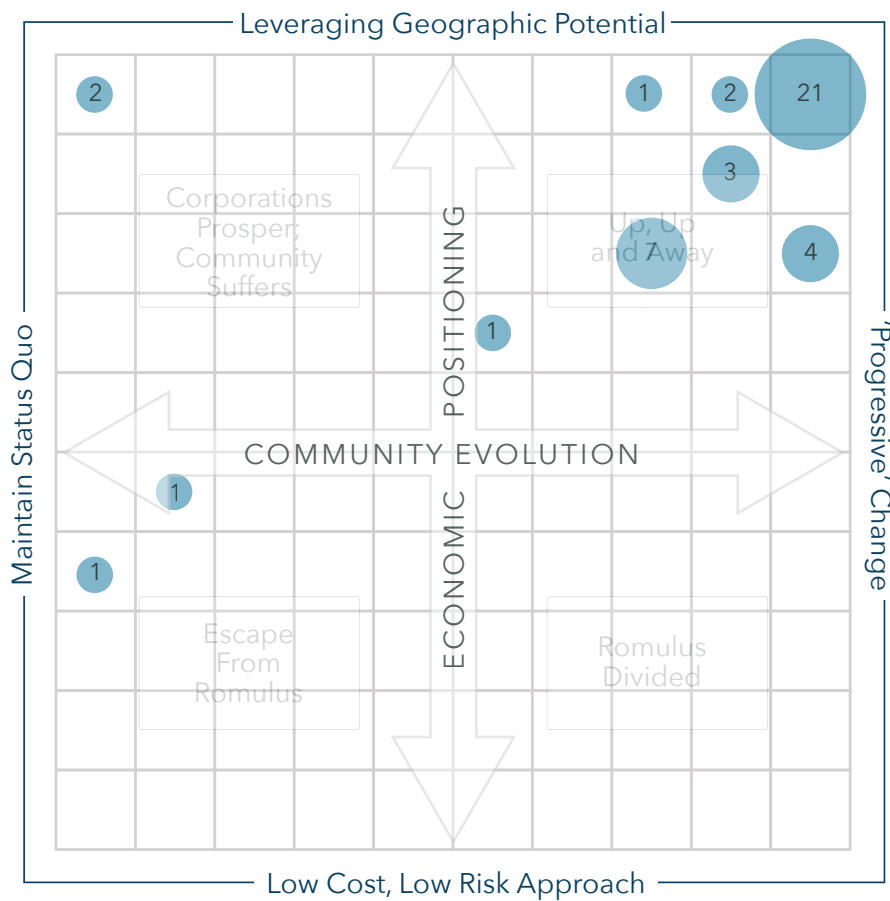 Leveraging Geographic Potential
2
1
2
21
3
Corporations
Prosper;
Community
Suffers
Up, Up
and Away
7
4
1
POSITIONING
Maintain Status Quo
'Progressive' Change
COMMUNITY EVOLUTION
1
1
ECONOMIC
Escape
From
Romulus
Romulus
Divided
Low Cost, Low Risk Approach